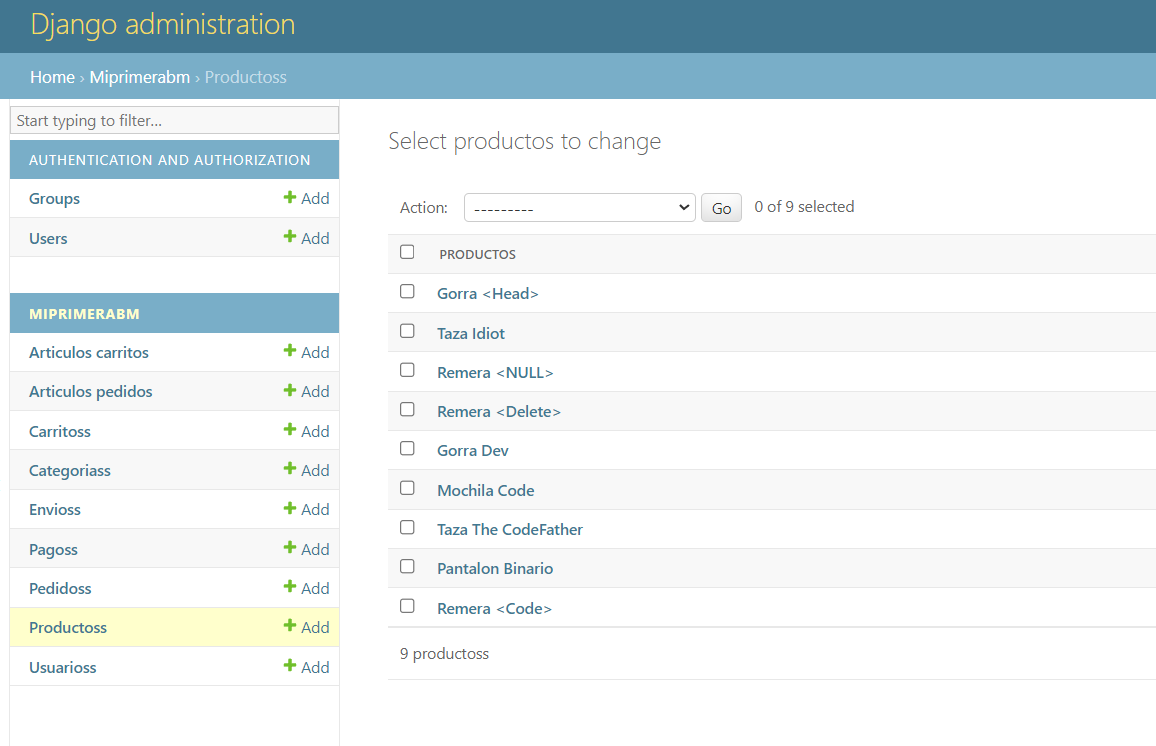 Django administration
Home › Miprimerabm › Productoss
Start typing to filter...
AUTHENTICATION AND AUTHORIZATION
Groups + Add
Users + Add
MIPRIMERABM
Articulos carritos + Add
Articulos pedidos + Add
Carritoss + Add
Categoriass + Add
Envioss + Add
Pagoss + Add
Pedidoss + Add
Productoss + Add
Usuarioss + Add
Select productos to change
Action: --------- Go 0 of 9 selected
PRODUCTOS
Gorra <Head>
Taza Idiot
Remera <NULL>
Remera <Delete>
Gorra Dev
Mochila Code
Taza The CodeFather
Pantalon Binario
Remera <Code>
9 productoss